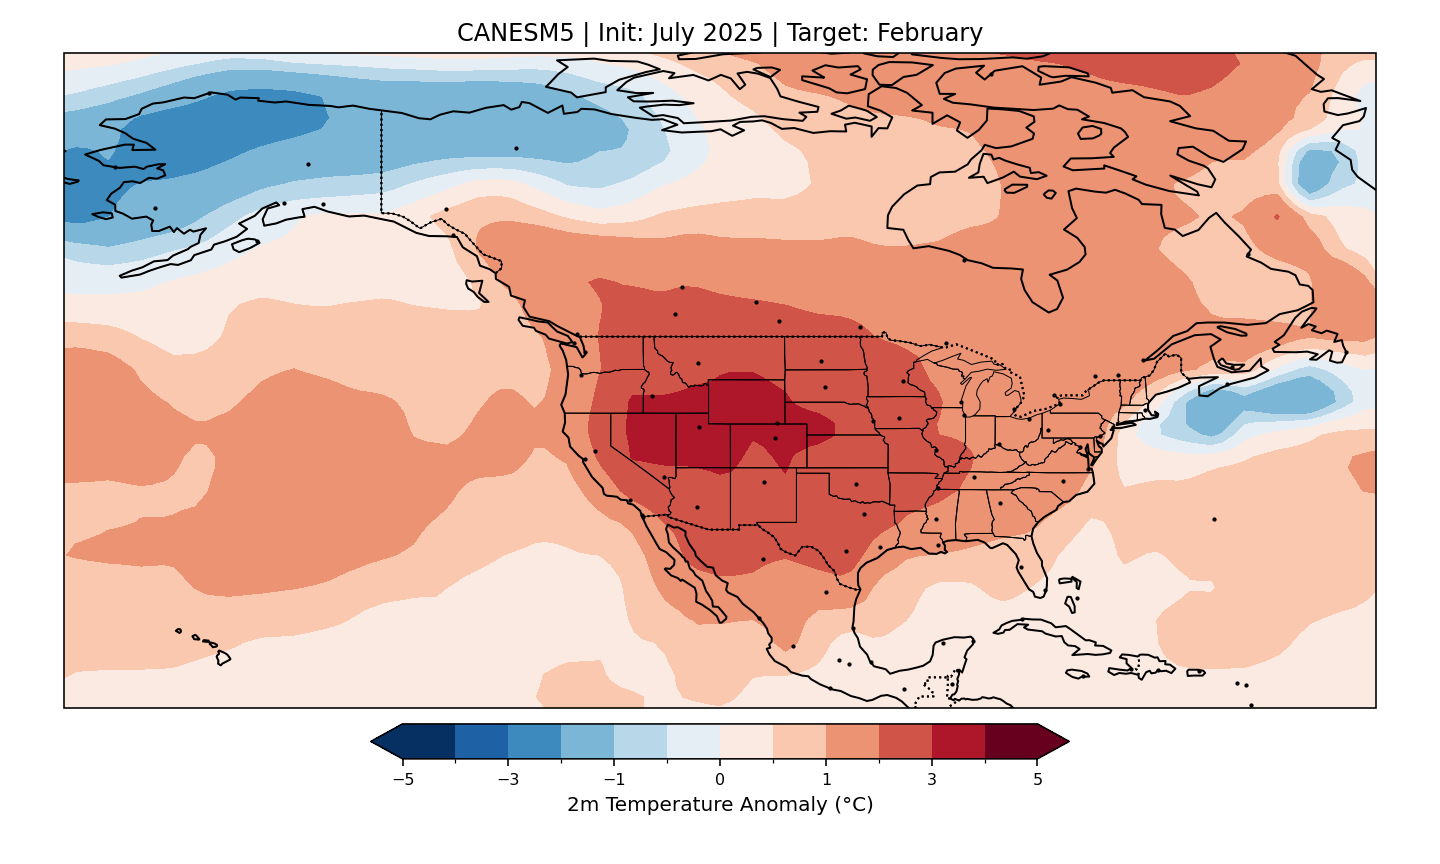 CANESM5 | Init: July 2025 | Target: February
−5 −3 −1 0 1 3 5
2m Temperature Anomaly (°C)